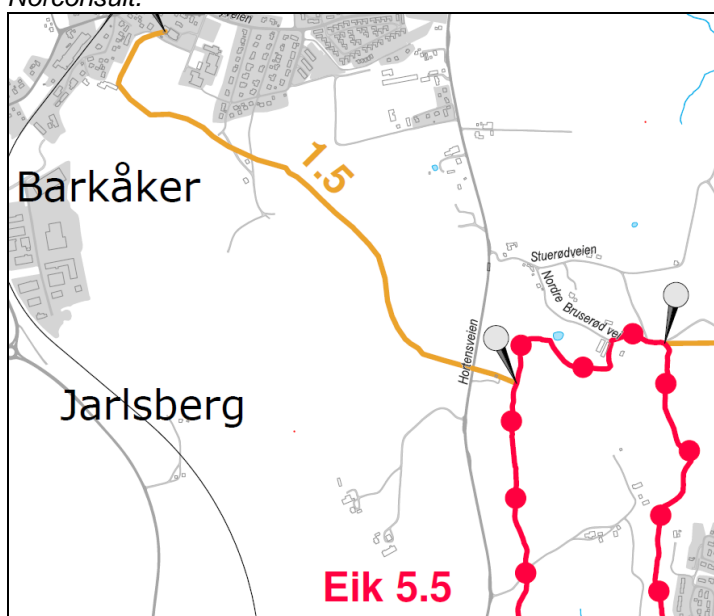 Norconsult.
Barkåker
1.5
Stuerødveien
Nordre Bruserød vei
Hortensveien
Jarlsberg
Eik 5.5